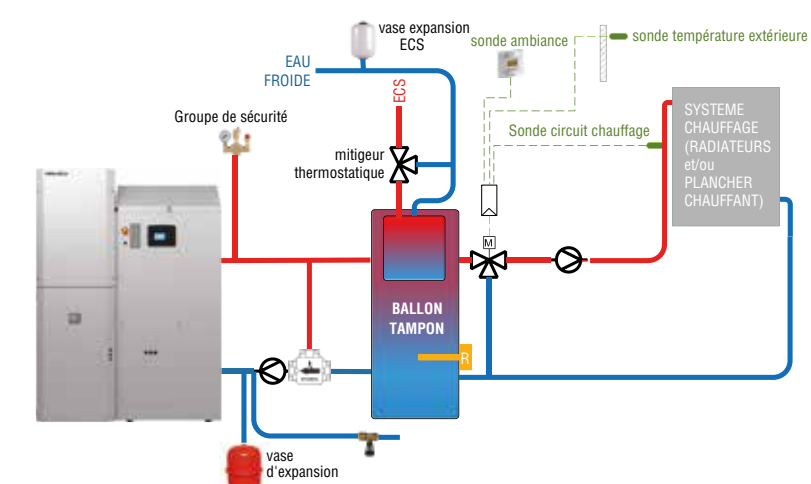 vase expansion
ECS
sonde ambiance
sonde température extérieure
EAU
FROIDE
ECS
Groupe de sécurité
Sonde circuit chauffage
SYSTEME
CHAUFFAGE
(RADIATEURS
et/ou
PLANCHER
CHAUFFANT)
mitigeur
thermostatique
M
BALLON
TAMPON
R
vase
d'expansion